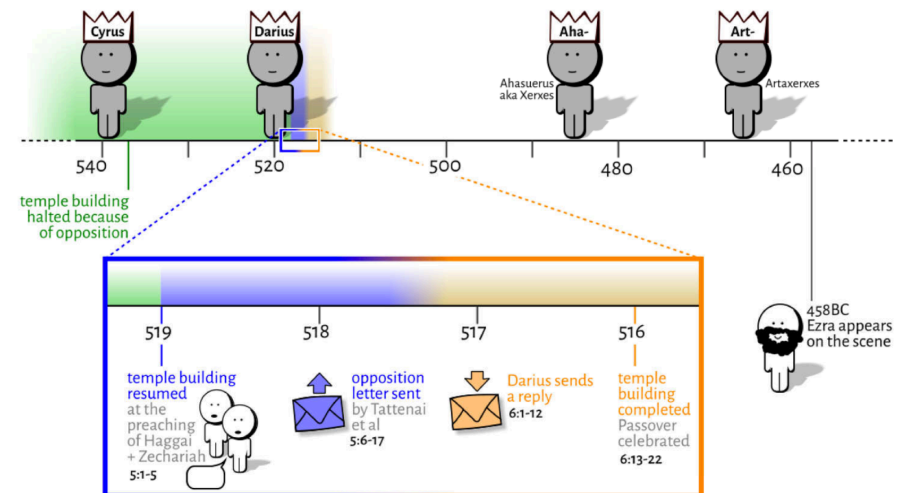 Cyrus
Darius
Aha-
Art-
Ahasuerus
aka Xerxes
Artaxerxes
540
520
500
480
460
temple building
halted because
of opposition
458BC
Ezra appears
on the scene
519
518
517
516
temple building
resumed
at the
preaching
of Haggai
+ Zechariah
5:1-5
opposition
letter sent
by Tattenai
et al
5:6-17
Darius sends
a reply
6:1-12
temple
building
completed
Passover
celebrated
6:13-22